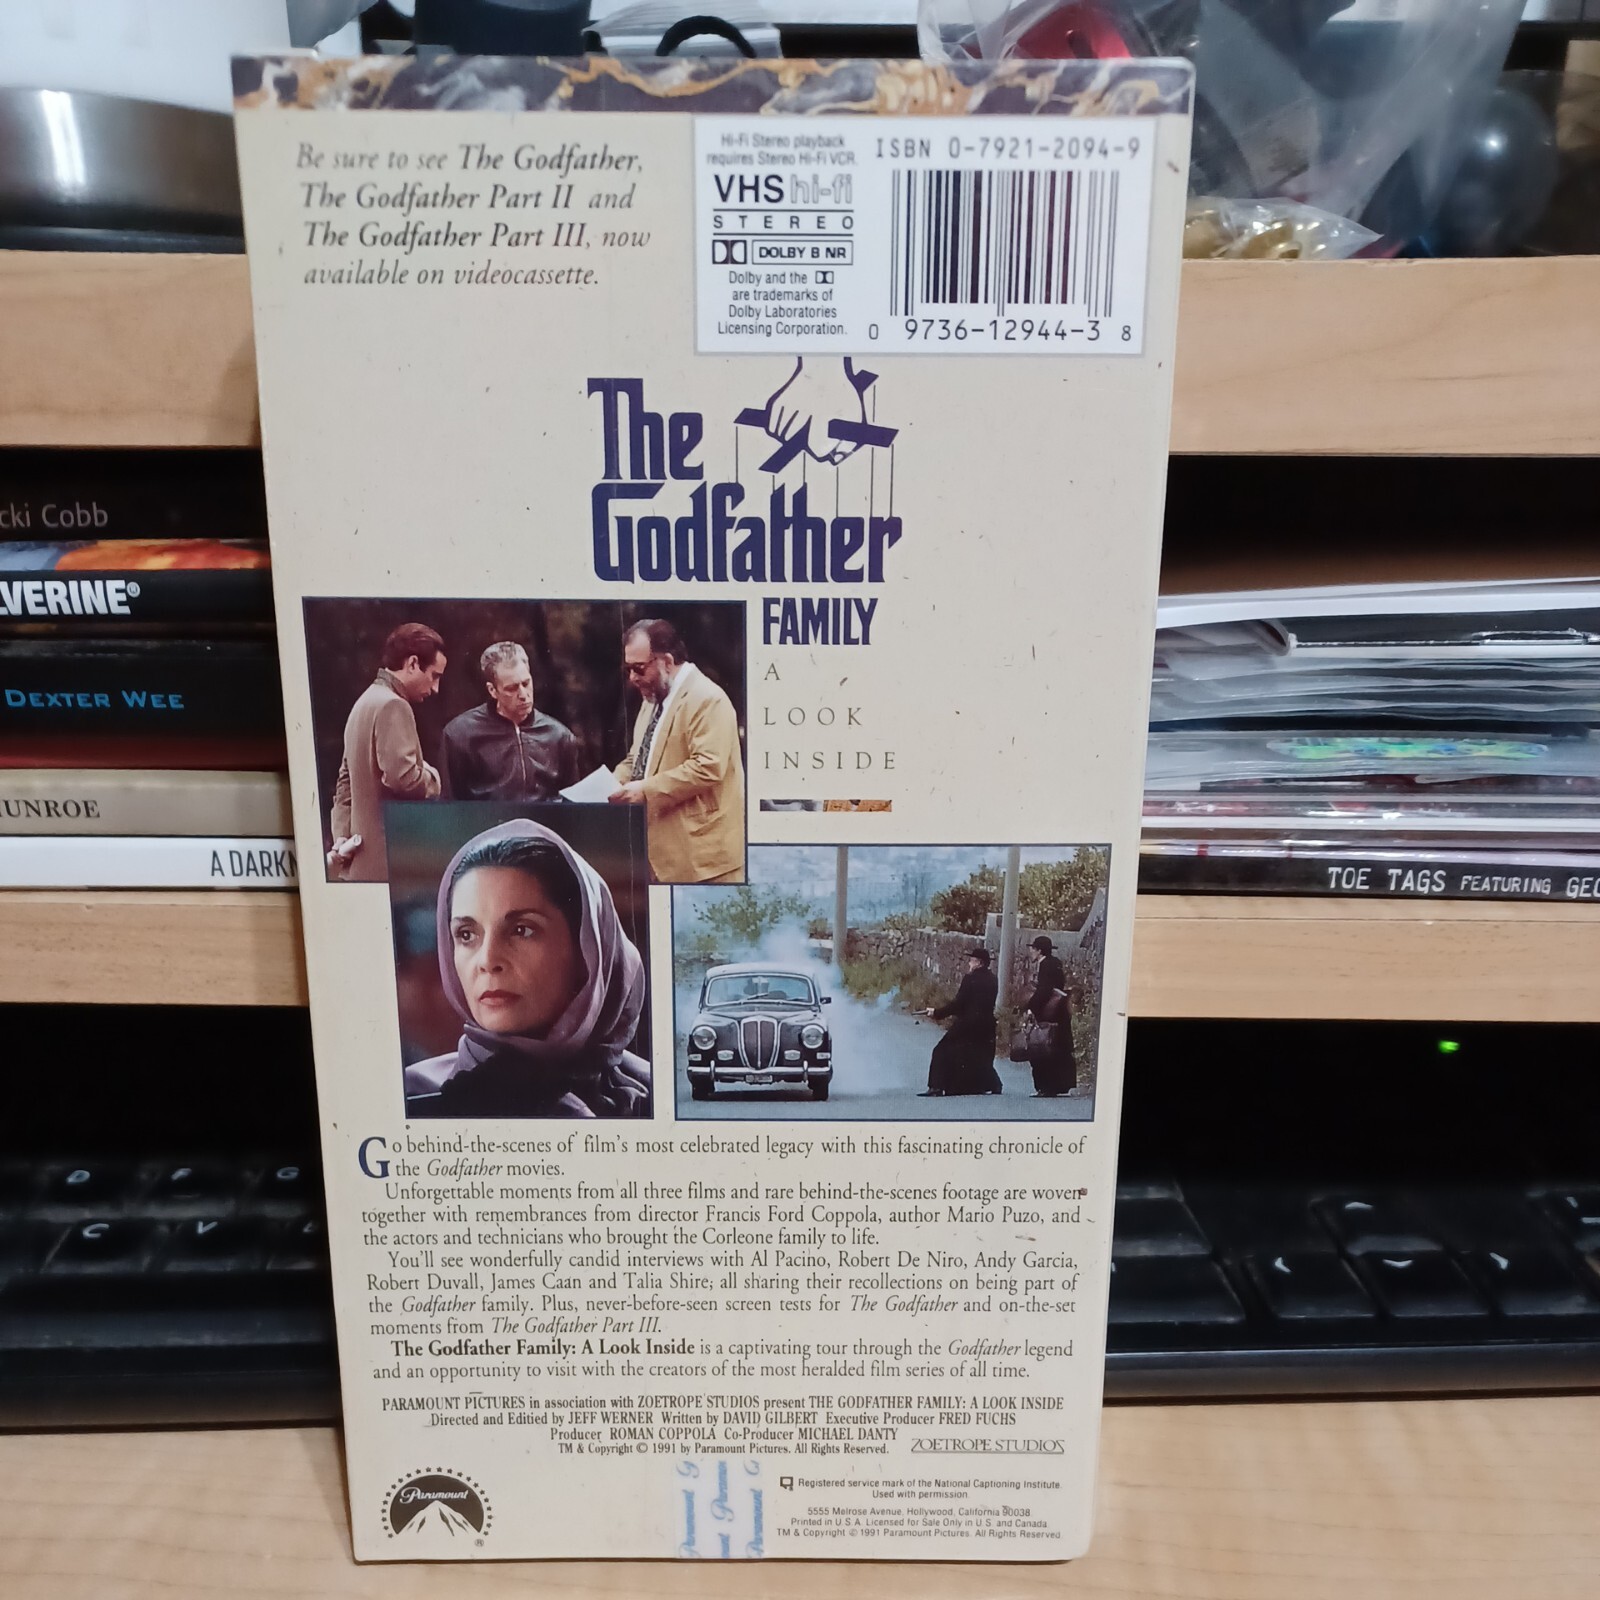 Be sure to see The Godfather,
The Godfather Part II and
The Godfather Part III, now
available on videocassette.
Hi-Fi Stereo playback
requires Stereo Hi-Fi VCR.
VHS hi-fi
STEREO
DOLBY B NR
Dolby and the
are trademarks of
Dolby Laboratories
Licensing Corporation.
ISBN 0-7921-2094-9
0 9736-12944-3 8
The
Godfather
FAMILY
A
LOOK
INSIDE
Go behind-the-scenes of film's most celebrated legacy with this fascinating chronicle of
the Godfather movies.
Unforgettable moments from all three films and rare behind-the-scenes footage are woven
together with remembrances from director Francis Ford Coppola, author Mario Puzo, and
the actors and technicians who brought the Corleone family to life.
You'll see wonderfully candid interviews with Al Pacino, Robert De Niro, Andy Garcia,
Robert Duvall, James Caan and Talia Shire; all sharing their recollections on being part of
the Godfather family. Plus, never-before-seen screen tests for The Godfather and on-the-set
moments from The Godfather Part III.
The Godfather Family: A Look Inside is a captivating tour through the Godfather legend
and an opportunity to visit with the creators of the most heralded film series of all time.
PARAMOUNT PICTURES in association with ZOETROPE STUDIOS present THE GODFATHER FAMILY: A LOOK INSIDE
Directed and Editied by JEFF WERNER Written by DAVID GILBERT Executive Producer FRED FUCHS
Producer ROMAN COPPOLA Co-Producer MICHAEL DANTY
TM & Copyright © 1991 by Paramount Pictures. All Rights Reserved.
ZOETROPE STUDIOS
Paramount
®
Paramount
Paramount
Registered service mark of the National Captioning Institute.
Used with permission.
5555 Melrose Avenue, Hollywood, California 90038
Printed in U.S.A. Licensed for Sale Only in U.S. and Canada
TM & Copyright © 1991 Paramount Pictures. All Rights Reserved.
cki Cobb
VERINE®
DEXTER WEE
UNROE
A DARKN
TOE TAGS FEATURING GEO
D F G
C V